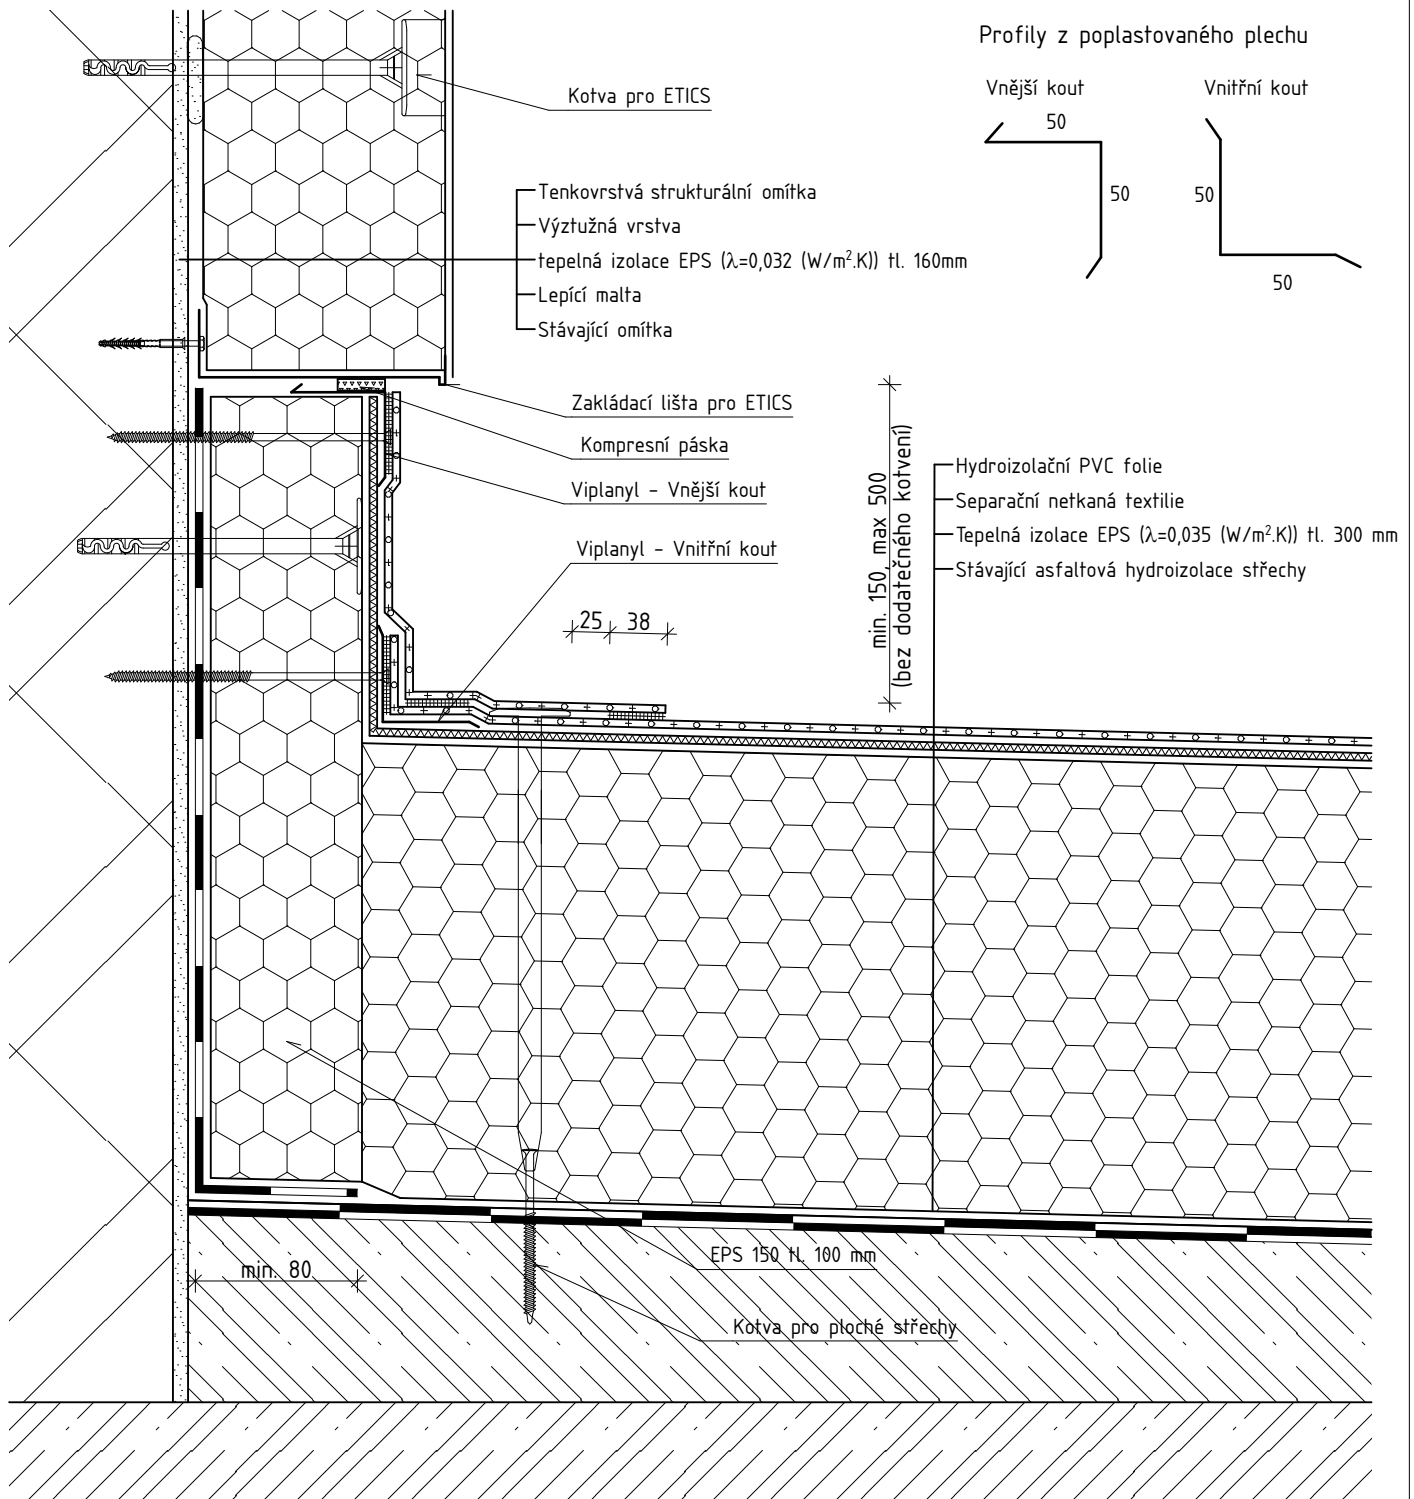 Profily z poplastovaného plechu
Vnější kout
Vnitřní kout
50
50
50
50
Kotva pro ETICS
Tenkovrstvá strukturální omítka
Výztužná vrstva
tepelná izolace EPS (λ=0,032 (W/m².K)) tl. 160mm
Lepící malta
Stávající omítka
Zakládací lišta pro ETICS
Kompresní páska
Viplanyl - Vnější kout
Viplanyl - Vnitřní kout
min. 150, max 500
(bez dodatečného kotvení)
Hydroizolační PVC folie
Separační netkaná textilie
Tepelná izolace EPS (λ=0,035 (W/m².K)) tl. 300 mm
Stávající asfaltová hydroizolace střechy
25
38
EPS 150 tl. 100 mm
min. 80
Kotva pro ploché střechy